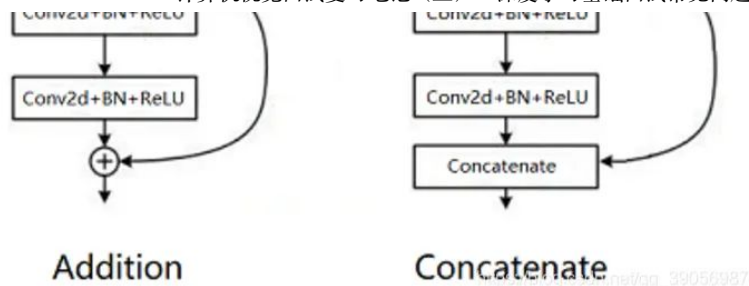 Conv2d+BN+ReLU
Conv2d+BN+ReLU
Conv2d+BN+ReLU
Conv2d+BN+ReLU
Concatenate
Addition
Concatenate